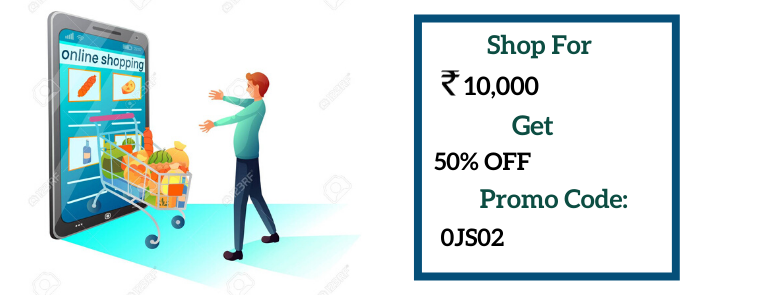 online shopping
Shop For
₹ 10,000
Get
50% OFF
Promo Code:
0JS02